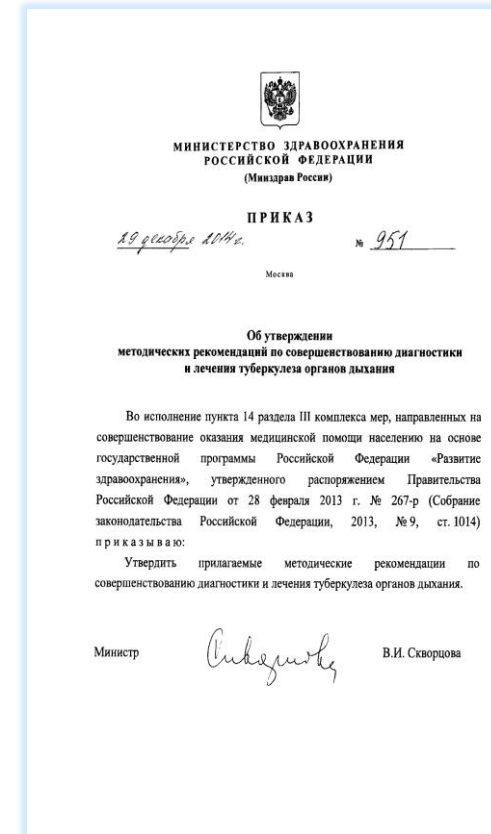 МИНИСТЕРСТВО ЗДРАВООХРАНЕНИЯ
РОССИЙСКОЙ ФЕДЕРАЦИИ
(Минздрав России)
ПРИКАЗ
29 декабря 2014 г. № 951
Москва
Об утверждении
методических рекомендаций по совершенствованию диагностики
и лечения туберкулеза органов дыхания
Во исполнение пункта 14 раздела III комплекса мер, направленных на
совершенствование оказания медицинской помощи населению на основе
государственной программы Российской Федерации «Развитие
здравоохранения», утвержденного распоряжением Правительства
Российской Федерации от 28 февраля 2013 г. № 267-р (Собрание
законодательства Российской Федерации, 2013, № 9, ст. 1014)
п р и к а з ы в а ю:
Утвердить прилагаемые методические рекомендации по
совершенствованию диагностики и лечения туберкулеза органов дыхания.
Министр В.И. Скворцова